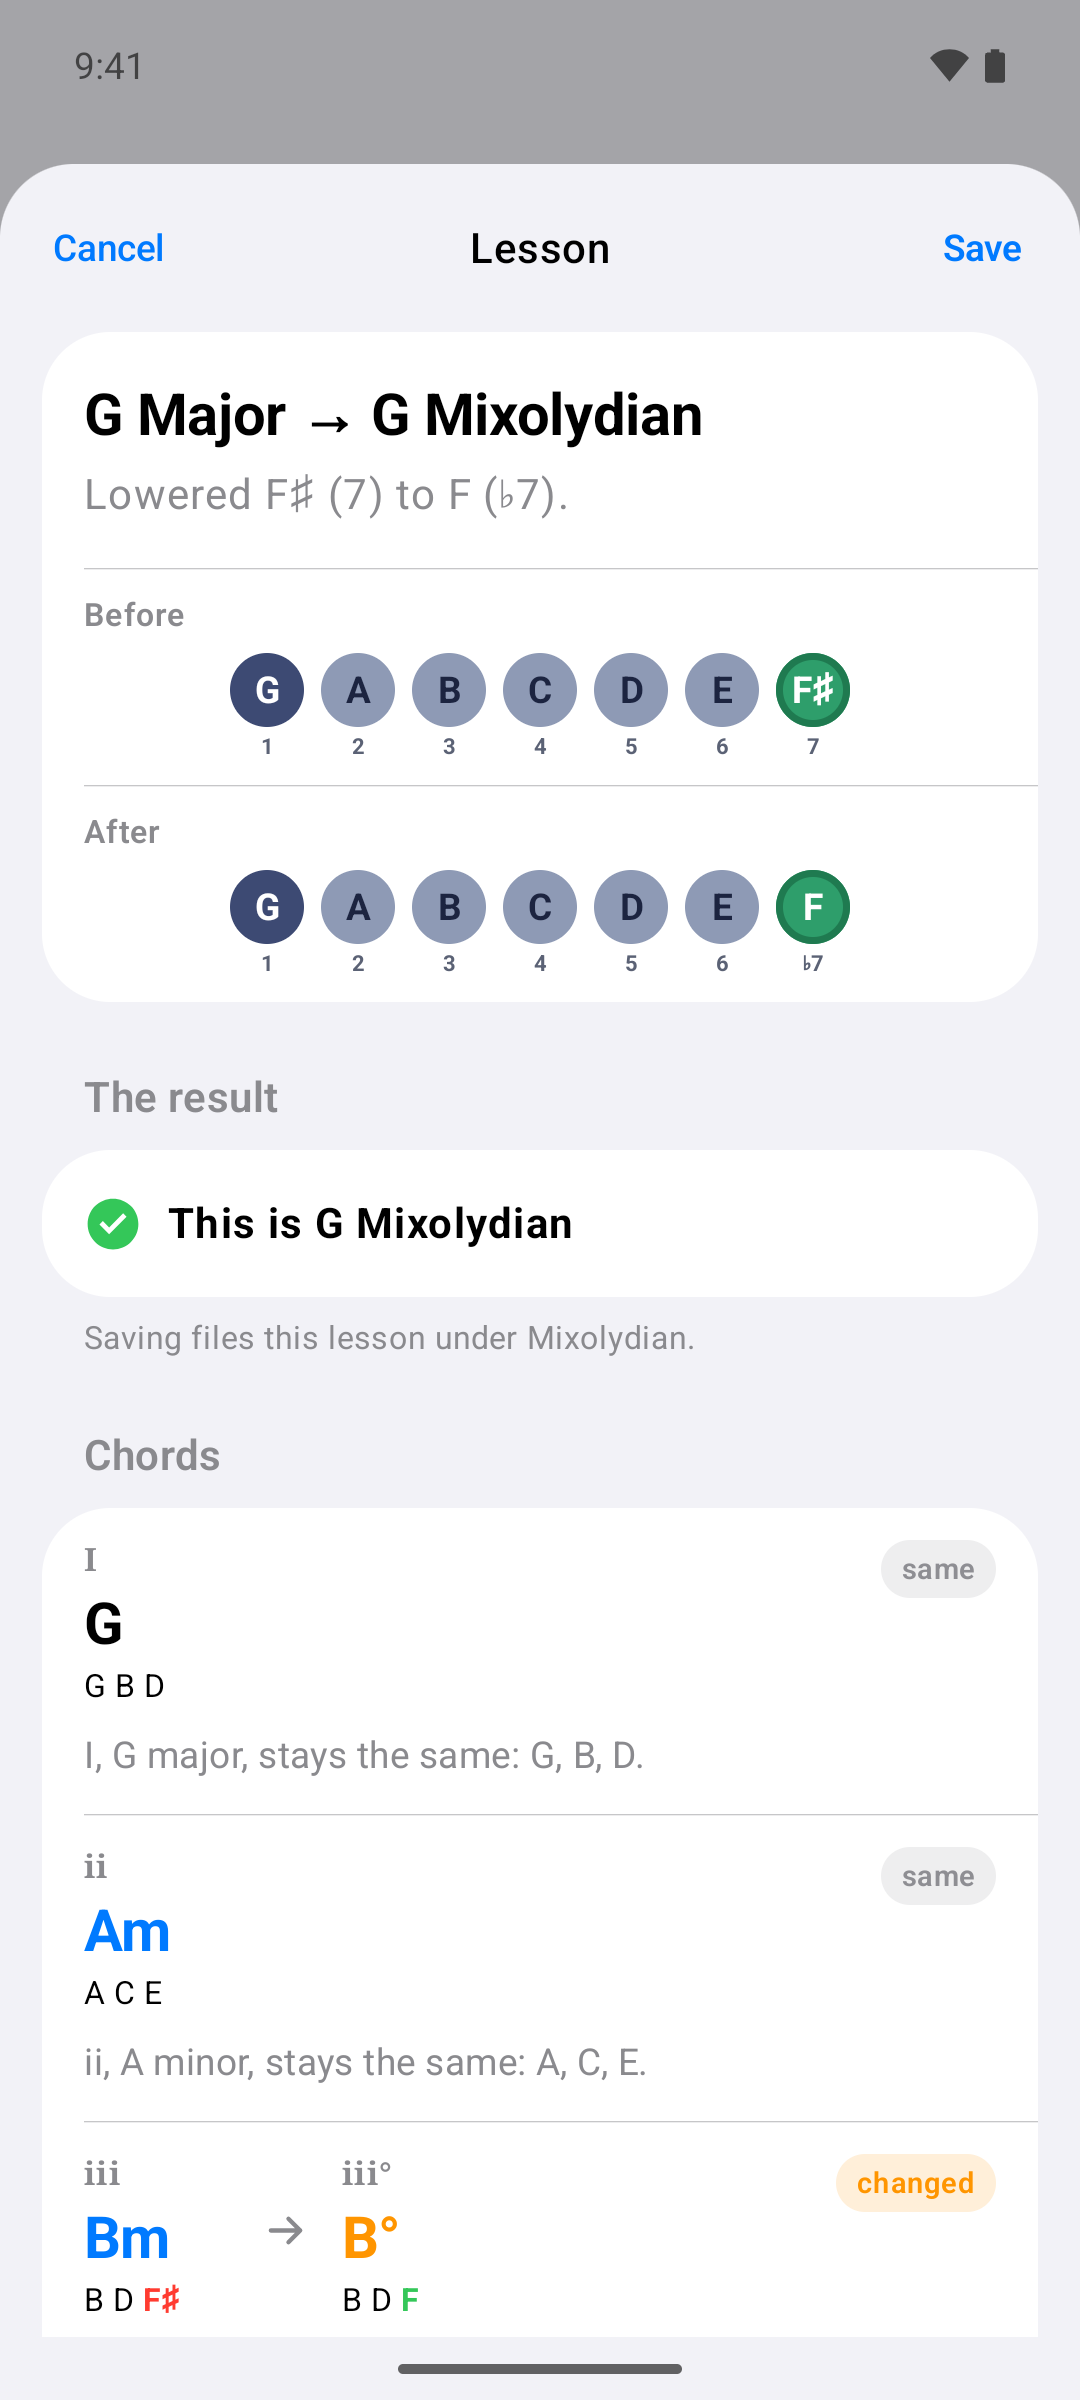 9:41
Cancel Lesson Save
G Major → G Mixolydian
Lowered F♯ (7) to F (♭7).
Before
G A B C D E F♯
1 2 3 4 5 6 7
After
G A B C D E F
1 2 3 4 5 6 ♭7
The result
This is G Mixolydian
Saving files this lesson under Mixolydian.
Chords
I same
G
G B D
I, G major, stays the same: G, B, D.
ii same
Am
A C E
ii, A minor, stays the same: A, C, E.
iii iii° changed
Bm → B°
B D F♯ B D F